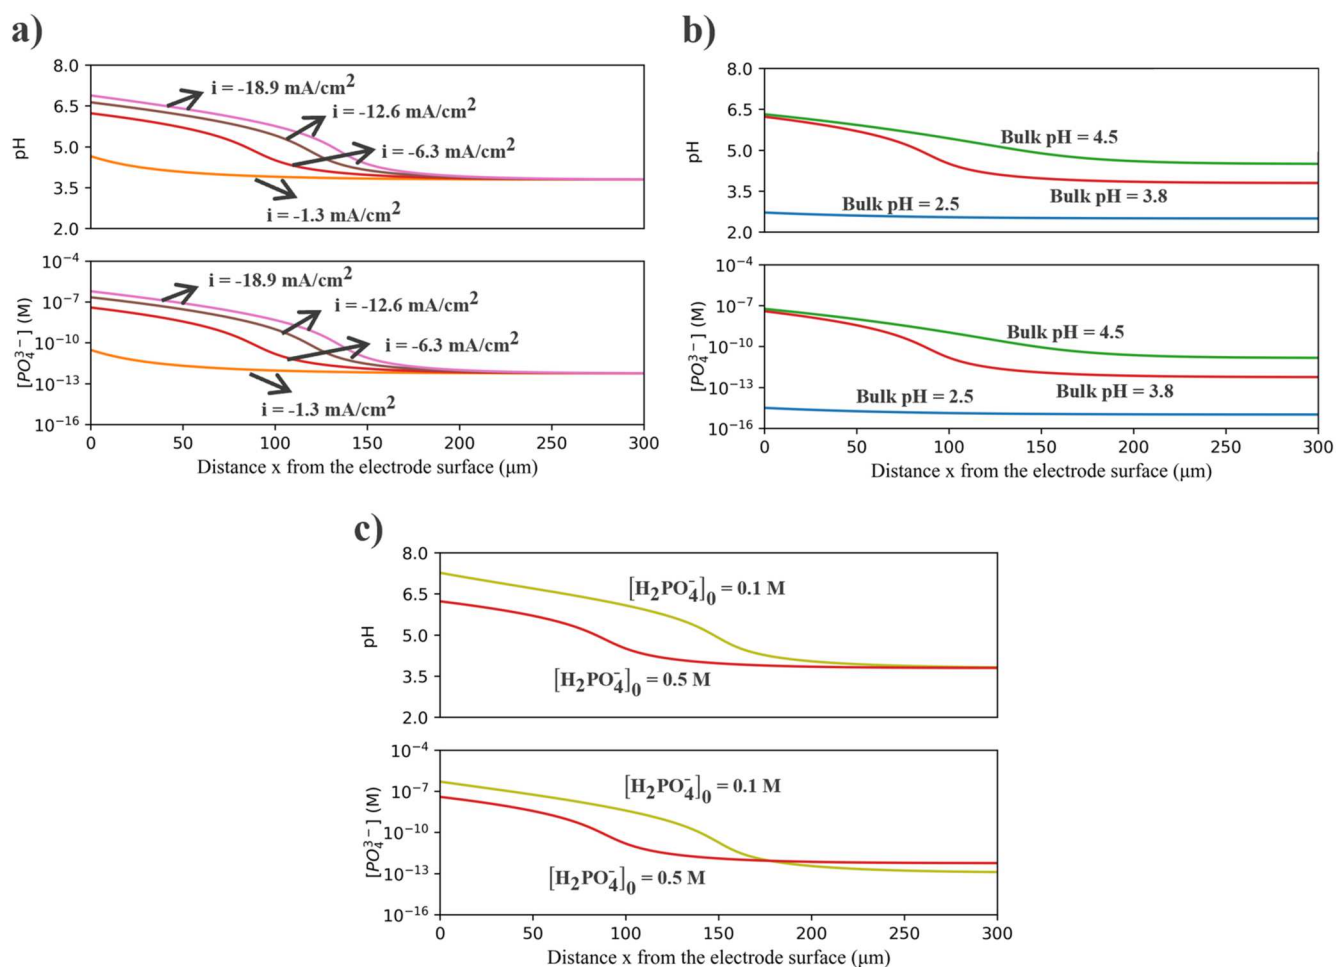 a)
8.0
6.5
5.0
3.5
2.0
pH
i = -18.9 mA/cm²
i = -12.6 mA/cm²
i = -6.3 mA/cm²
i = -1.3 mA/cm²
10⁻⁴
10⁻⁷
10⁻¹⁰
10⁻¹³
10⁻¹⁶
[PO₄³⁻] (M)
i = -18.9 mA/cm²
i = -12.6 mA/cm²
i = -6.3 mA/cm²
i = -1.3 mA/cm²
0 50 100 150 200 250 300
Distance x from the electrode surface (μm)
b)
8.0
6.5
5.0
3.5
2.0
pH
Bulk pH = 4.5
Bulk pH = 2.5
Bulk pH = 3.8
10⁻⁴
10⁻⁷
10⁻¹⁰
10⁻¹³
10⁻¹⁶
[PO₄³⁻] (M)
Bulk pH = 4.5
Bulk pH = 2.5
Bulk pH = 3.8
0 50 100 150 200 250 300
Distance x from the electrode surface (μm)
c)
8.0
6.5
5.0
3.5
2.0
pH
[H₂PO₄⁻]₀ = 0.1 M
[H₂PO₄⁻]₀ = 0.5 M
10⁻⁴
10⁻⁷
10⁻¹⁰
10⁻¹³
10⁻¹⁶
[PO₄³⁻] (M)
[H₂PO₄⁻]₀ = 0.1 M
[H₂PO₄⁻]₀ = 0.5 M
0 50 100 150 200 250 300
Distance x from the electrode surface (μm)